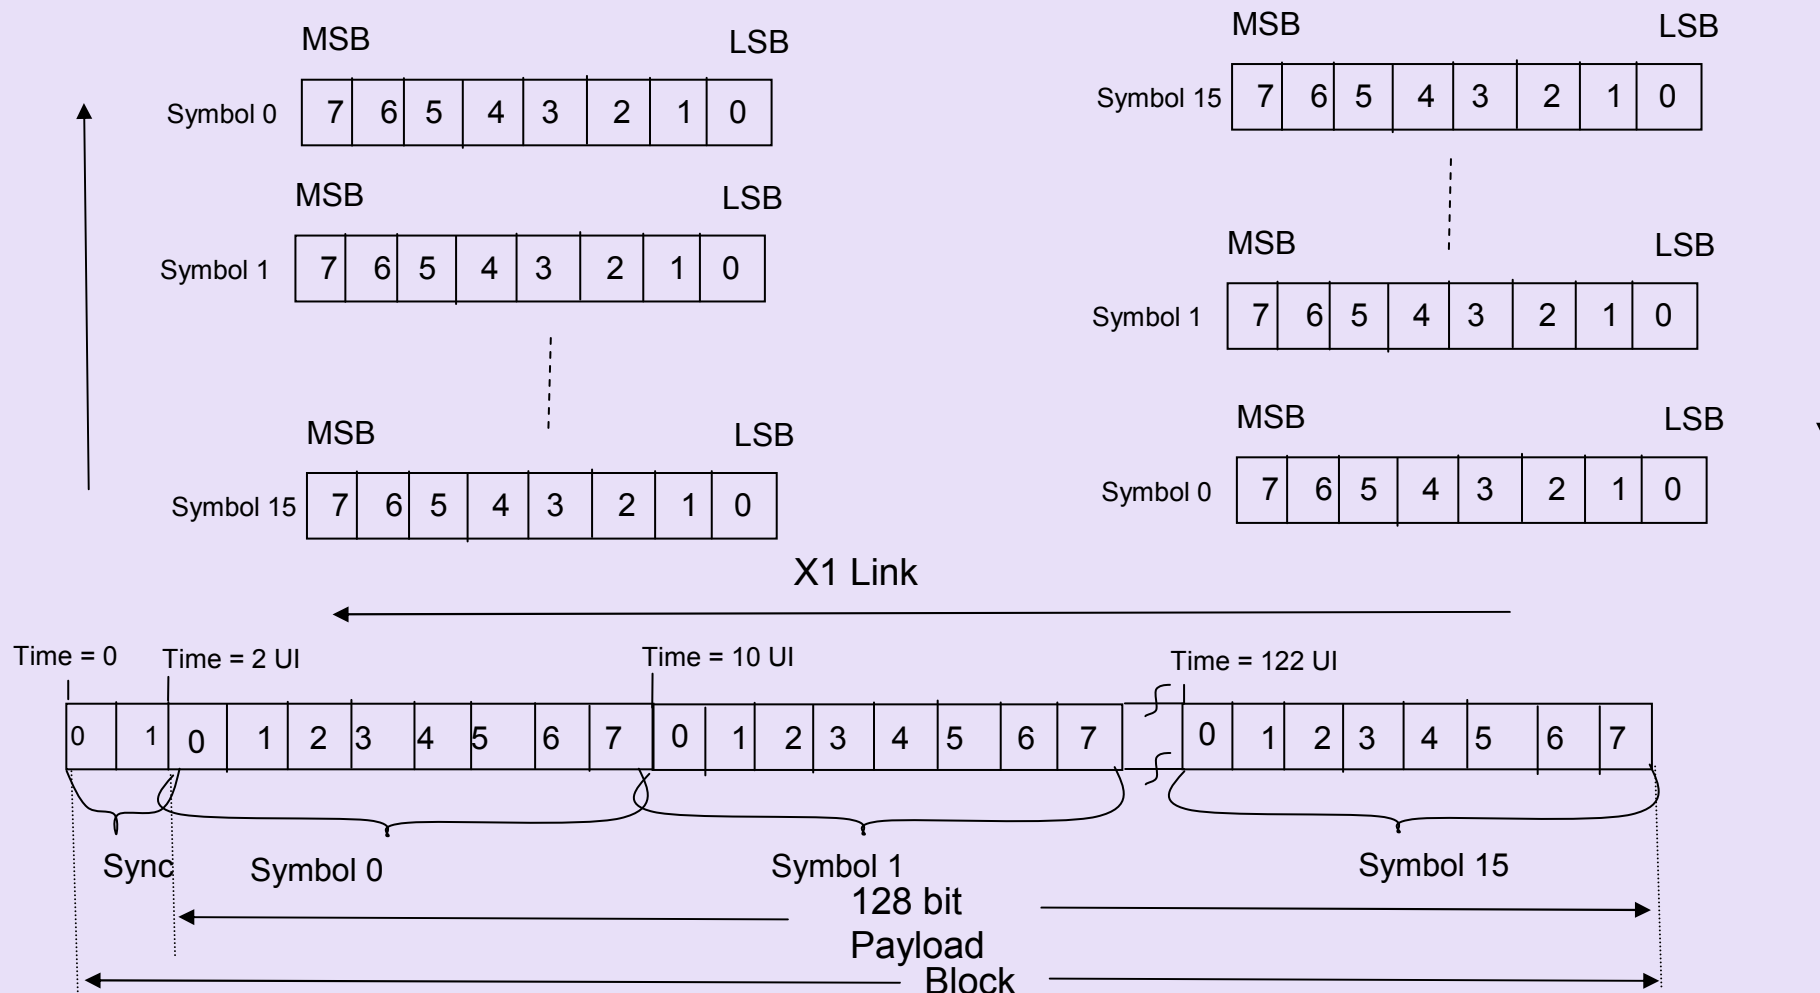 MSB LSB
Symbol 0 7 6 5 4 3 2 1 0
MSB LSB
Symbol 1 7 6 5 4 3 2 1 0
MSB LSB
Symbol 15 7 6 5 4 3 2 1 0
MSB LSB
Symbol 15 7 6 5 4 3 2 1 0
MSB LSB
Symbol 1 7 6 5 4 3 2 1 0
MSB LSB
Symbol 0 7 6 5 4 3 2 1 0
X1 Link
Time = 0 Time = 2 UI Time = 10 UI Time = 122 UI
0 1 0 1 2 3 4 5 6 7 0 1 2 3 4 5 6 7 0 1 2 3 4 5 6 7
Sync Symbol 0 Symbol 1 Symbol 15
128 bit
Payload
Block